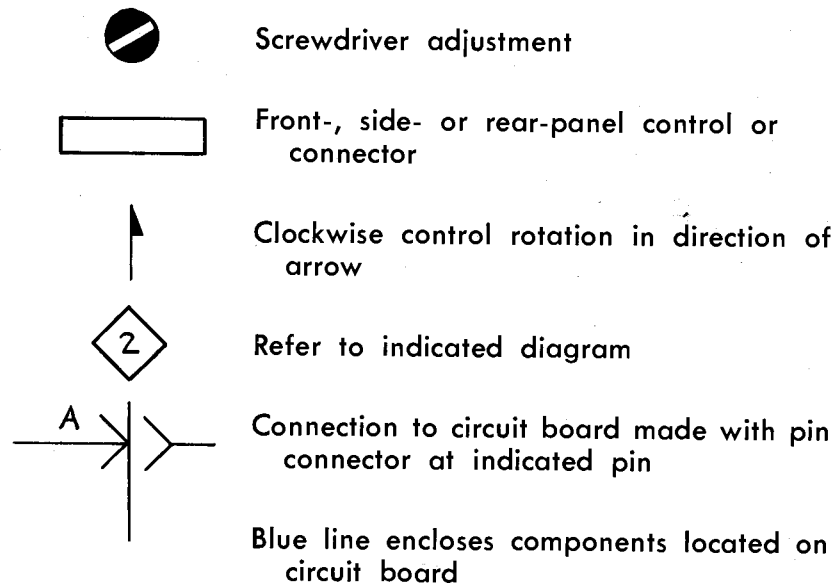 Screwdriver adjustment
Front-, side- or rear-panel control or
connector
Clockwise control rotation in direction of
arrow
2
Refer to indicated diagram
A
Connection to circuit board made with pin
connector at indicated pin
Blue line encloses components located on
circuit board